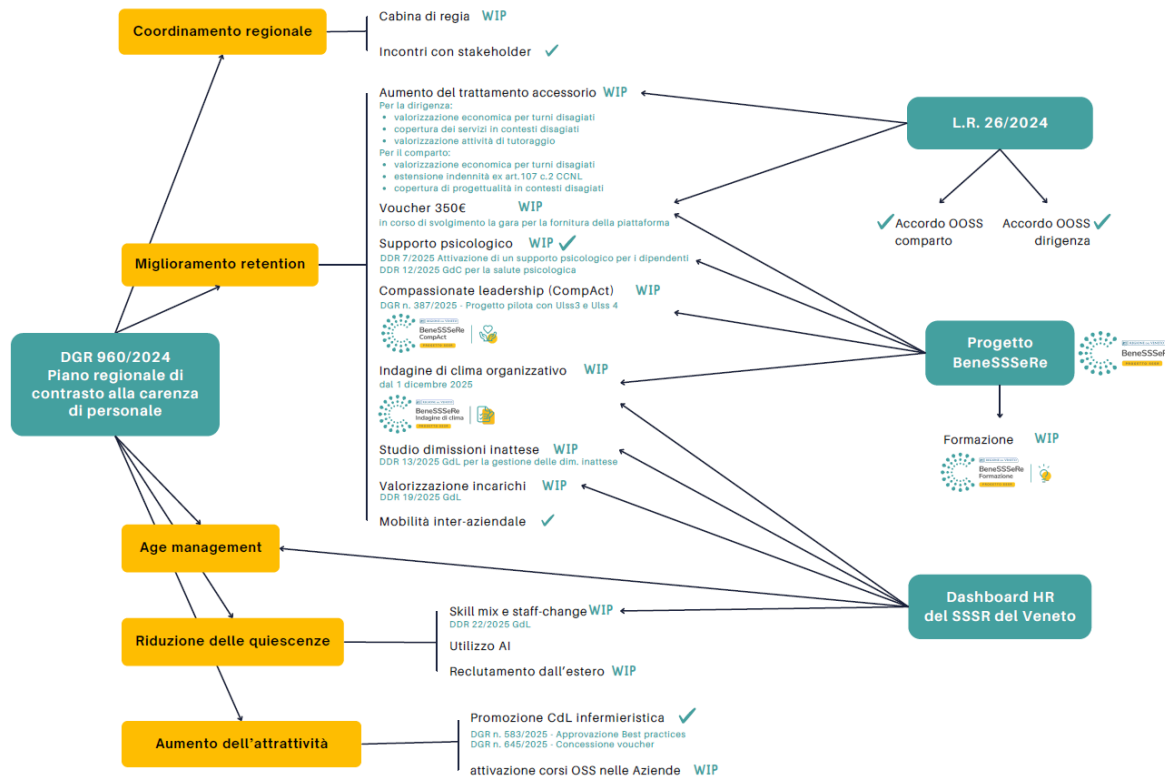 Coordinamento regionale
Cabina di regia WIP
Incontri con stakeholder
Aumento del trattamento accessorio WIP
Per la dirigenza:
• valorizzazione economica per turni disagiati
• copertura dei servizi in contesti disagiati
• valorizzazione attività di tutoraggio
Per il comparto:
• valorizzazione economica per turni disagiati
• estensione indennità ex art.107 c.2 CCNL
• copertura di progettualità in contesti disagiati
Voucher 350€ WIP
in corso di svolgimento la gara per la fornitura della piattaforma
Miglioramento retention
Supporto psicologico WIP
DDR 7/2025 Attivazione di un supporto psicologico per i dipendenti
DDR 12/2025 GdC per la salute psicologica
Compassionate leadership (CompAct) WIP
DGR n. 387/2025 - Progetto pilota con Ulss3 e Ulss 4
BeneSSSeRe
CompAct
Indagine di clima organizzativo WIP
dal 1 dicembre 2025
BeneSSSeRe
Indagine di clima
Studio dimissioni inattese WIP
DDR 13/2025 GdL per la gestione delle dim. inattese
Valorizzazione incarichi WIP
DDR 19/2025 GdL
Mobilità inter-aziendale
L.R. 26/2024
Accordo OOSS
comparto
Accordo OOSS
dirigenza
DGR 960/2024
Piano regionale di
contrasto alla carenza
di personale
Progetto
BeneSSSeRe
BeneSSSeRe
Formazione WIP
BeneSSSeRe
Formazione
Age management
Dashboard HR
del SSSR del Veneto
Riduzione delle quiescenze
Skill mix e staff-change WIP
DDR 22/2025 GdL
Utilizzo AI
Reclutamento dall'estero WIP
Aumento dell'attrattività
Promozione CdL infermieristica
DGR n. 583/2025 - Approvazione Best practices
DGR n. 645/2025 - Concessione voucher
attivazione corsi OSS nelle Aziende WIP